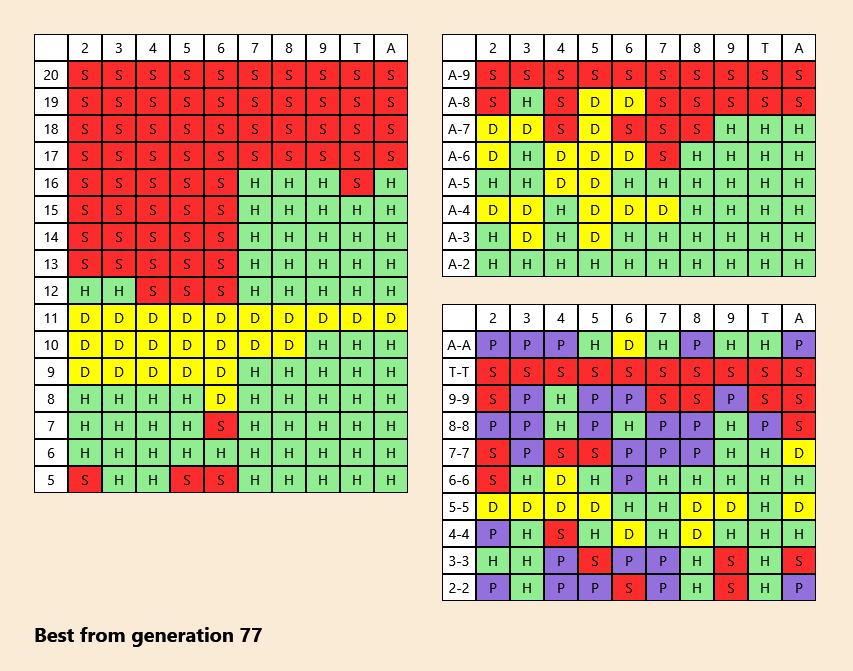 2 3 4 5 6 7 8 9 T A
20 S S S S S S S S S S
19 S S S S S S S S S S
18 S S S S S S S S S S
17 S S S S S S S S S S
16 S S S S S H H H S H
15 S S S S S H H H H H
14 S S S S S H H H H H
13 S S S S S H H H H H
12 H H S S S H H H H H
11 D D D D D D D D D D
10 D D D D D D D H H H
9 D D D D D H H H H H
8 H H H H D H H H H H
7 H H H H S H H H H H
6 H H H H H H H H H H
5 S H H S S H H H H H
2 3 4 5 6 7 8 9 T A
A-9 S S S S S S S S S S
A-8 S H S D D S S S S S
A-7 D D S D S S S H H H
A-6 D H D D D S H H H H
A-5 H H D D H H H H H H
A-4 D D H D D D H H H H
A-3 H D H D H H H H H H
A-2 H H H H H H H H H H
2 3 4 5 6 7 8 9 T A
A-A P P P H D H P H H P
T-T S S S S S S S S S S
9-9 S P H P P S S P S S
8-8 P P H P H P P H P S
7-7 S P S S P P P H H D
6-6 S H D H P H H H H H
5-5 D D D D H H D D H D
4-4 P H S H D H D H H H
3-3 H H P S P P H S H S
2-2 P H P P S P H S H P
Best from generation 77